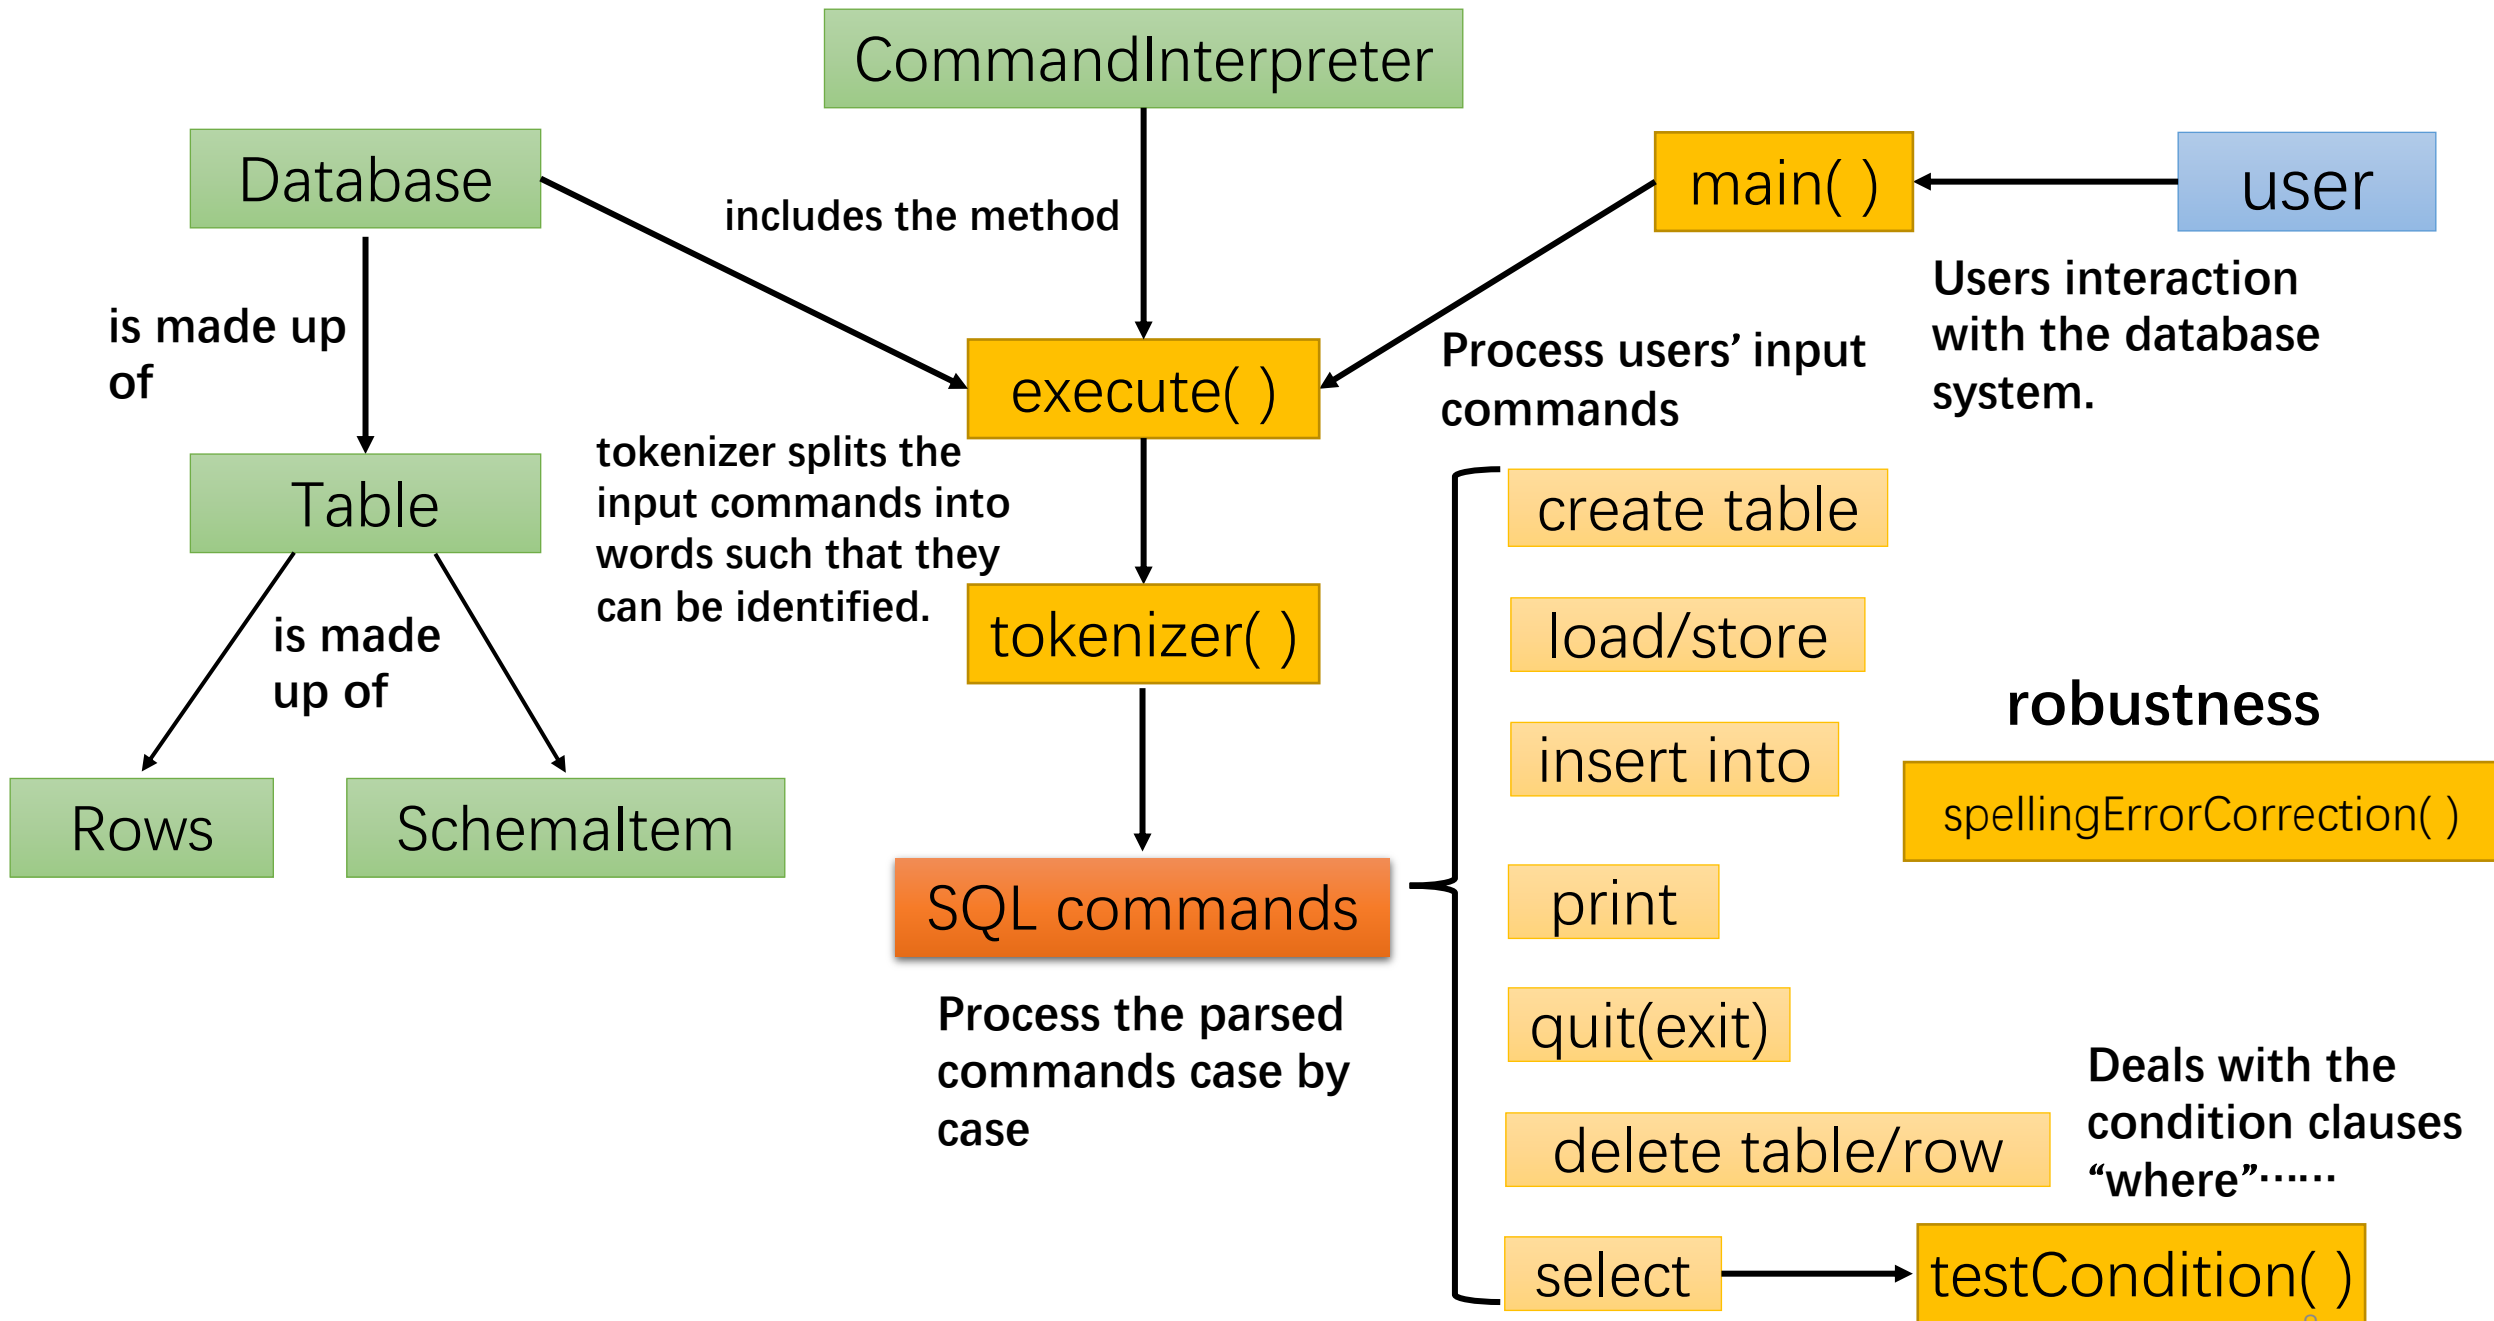 CommandInterpreter
Database
main( )
user
includes the method
Users interaction
with the database
system.
is made up
of
Process users’ input
commands
execute( )
tokenizer splits the
input commands into
words such that they
can be identified.
Table
create table
load/store
is made
up of
tokenizer( )
robustness
insert into
spellingErrorCorrection( )
Rows
SchemaItem
SQL commands
print
Process the parsed
commands case by
case
quit(exit)
Deals with the
condition clauses
“where”……
delete table/row
select
testCondition( )